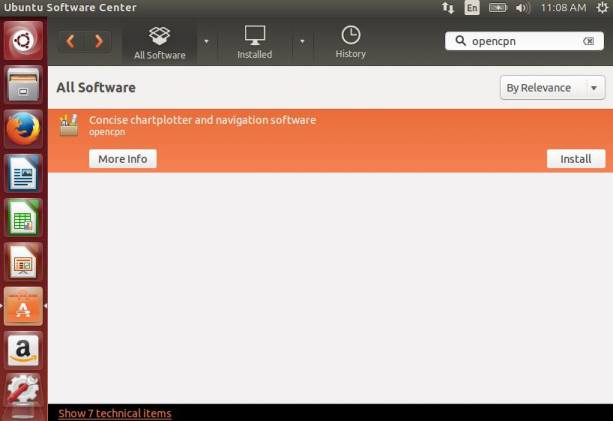 Ubuntu Software Center
En
11:08 AM
All Software
Installed
History
opencpn
All Software
By Relevance
Concise chartplotter and navigation software
opencpn
More Info
Install
a
Show 7 technical items